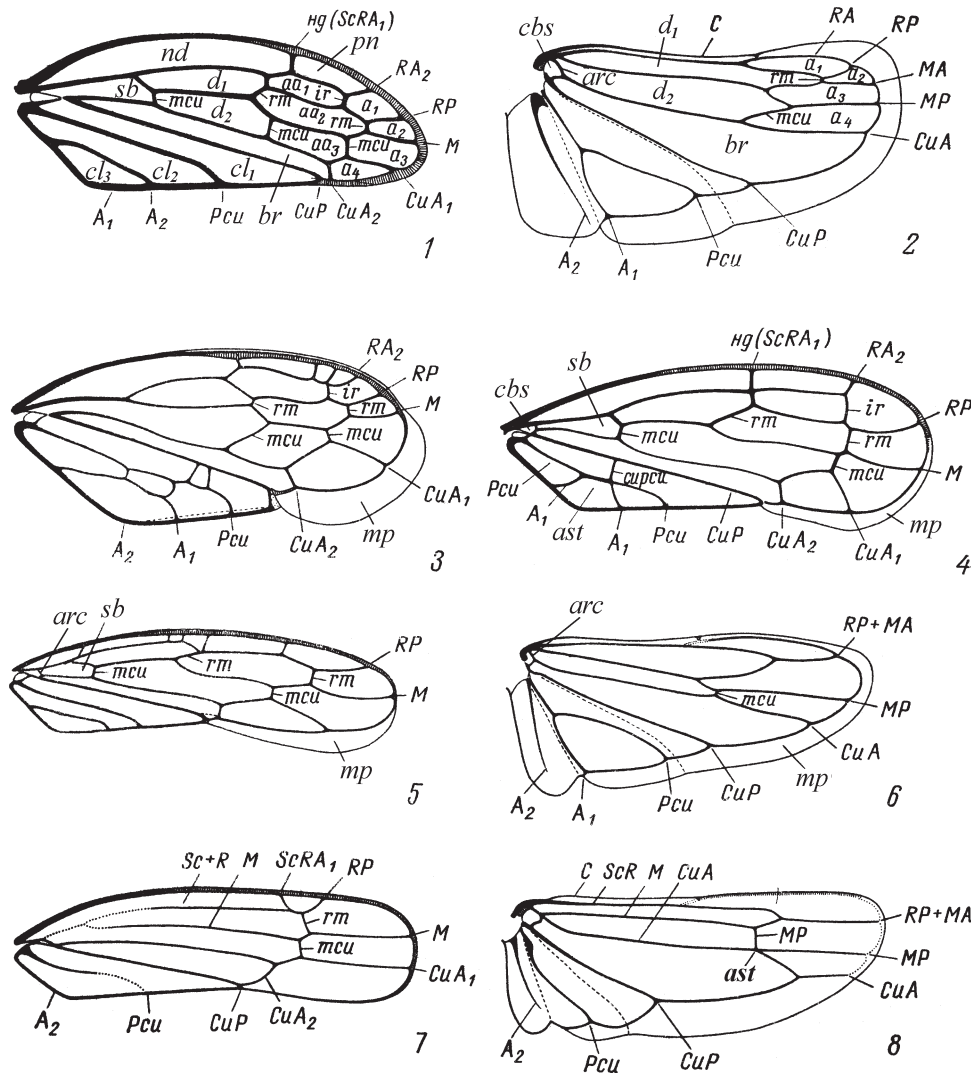 нg(ScRA₁)
nd
pn
RA₂
sb
d₁
aa₁
ir
a₁
RP
mcu
d₂
rm
aa₂
rm
a₂
M
mcu
aa₃
mcu
a₃
cl₃
cl₂
cl₁
a₄
A₁
A₂
Pcu
br
CuP
CuA₂
CuA₁
1
cbs
d₁
C
RA
RP
arc
a₁
a₂
MA
d₂
rm
a₃
MP
mcu
a₄
CuA
br
A₂
A₁
Pcu
CuP
2
RA₂
RP
ir
rm
rm
M
mcu
mcu
CuA₁
A₂
A₁
Pcu
CuA₂
mp
3
нg(ScRA₁)
sb
RA₂
cbs
ir
RP
rm
mcu
rm
mcu
M
Pcu
cupcu
A₁
ast
A₁
Pcu
CuP
CuA₂
CuA₁
mp
4
arc
sb
RP
mcu
rm
mcu
rm
M
mp
5
arc
RP+MA
mcu
MP
CuA
mp
A₂
A₁
Pcu
CuP
6
Sc+R
M
ScRA₁
RP
rm
M
mcu
CuA₁
A₂
Pcu
CuP
CuA₂
7
C
ScR
M
CuA
RP+MA
MP
MP
ast
CuA
A₂
Pcu
CuP
8